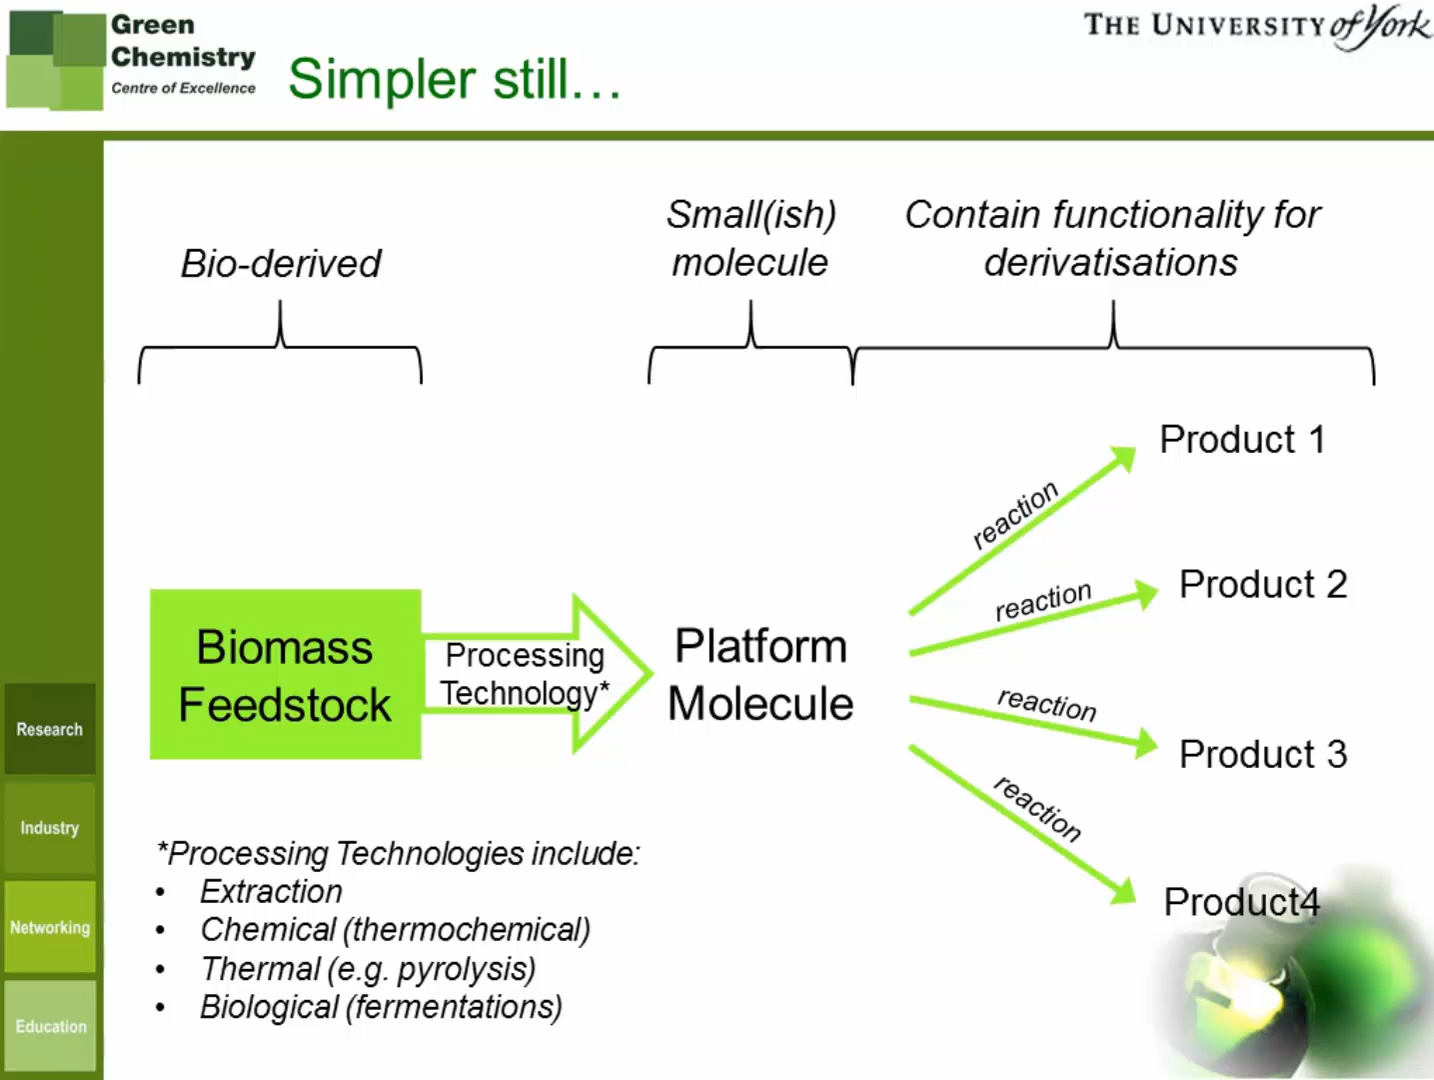 Green
Chemistry
Centre of Excellence
Simpler still…
THE UNIVERSITY of York
Bio-derived
Small(ish)
molecule
Contain functionality for
derivatisations
Biomass
Feedstock
Processing
Technology*
Platform
Molecule
reaction
Product 1
reaction
Product 2
reaction
Product 3
reaction
Product4
*Processing Technologies include:
• Extraction
• Chemical (thermochemical)
• Thermal (e.g. pyrolysis)
• Biological (fermentations)
Research
Industry
Networking
Education